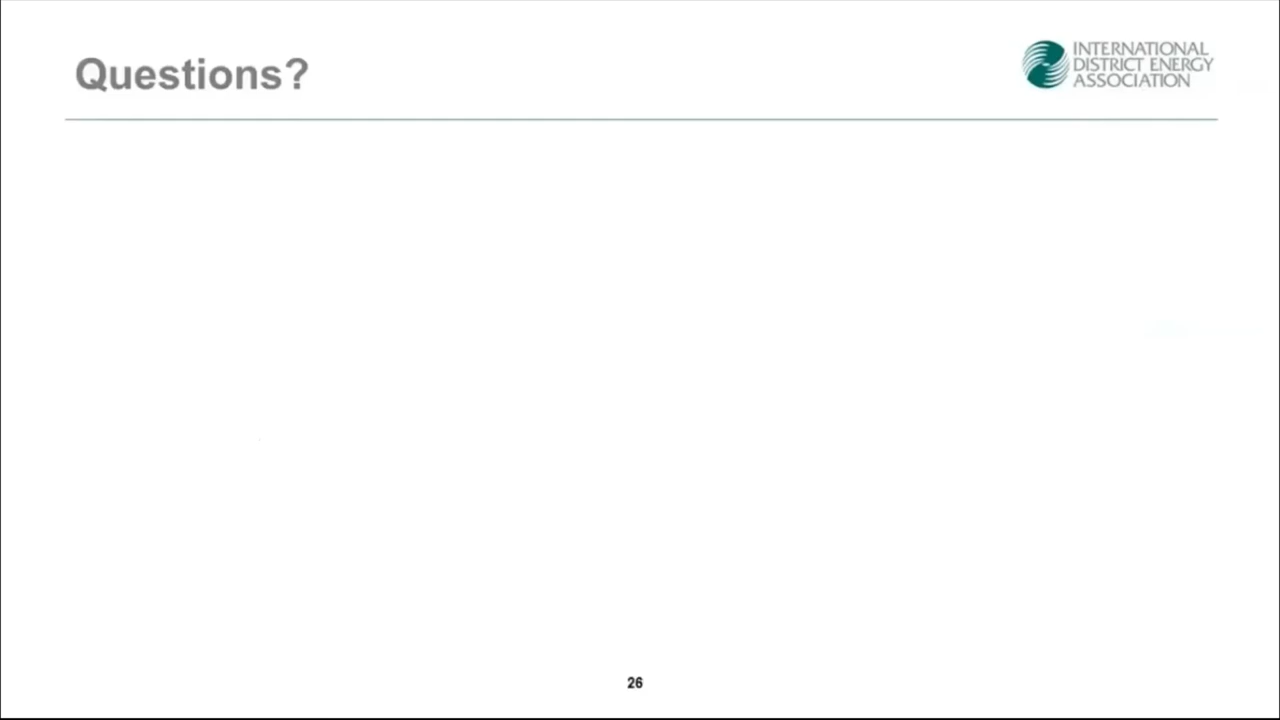 Questions?
INTERNATIONAL
DISTRICT ENERGY
ASSOCIATION
26